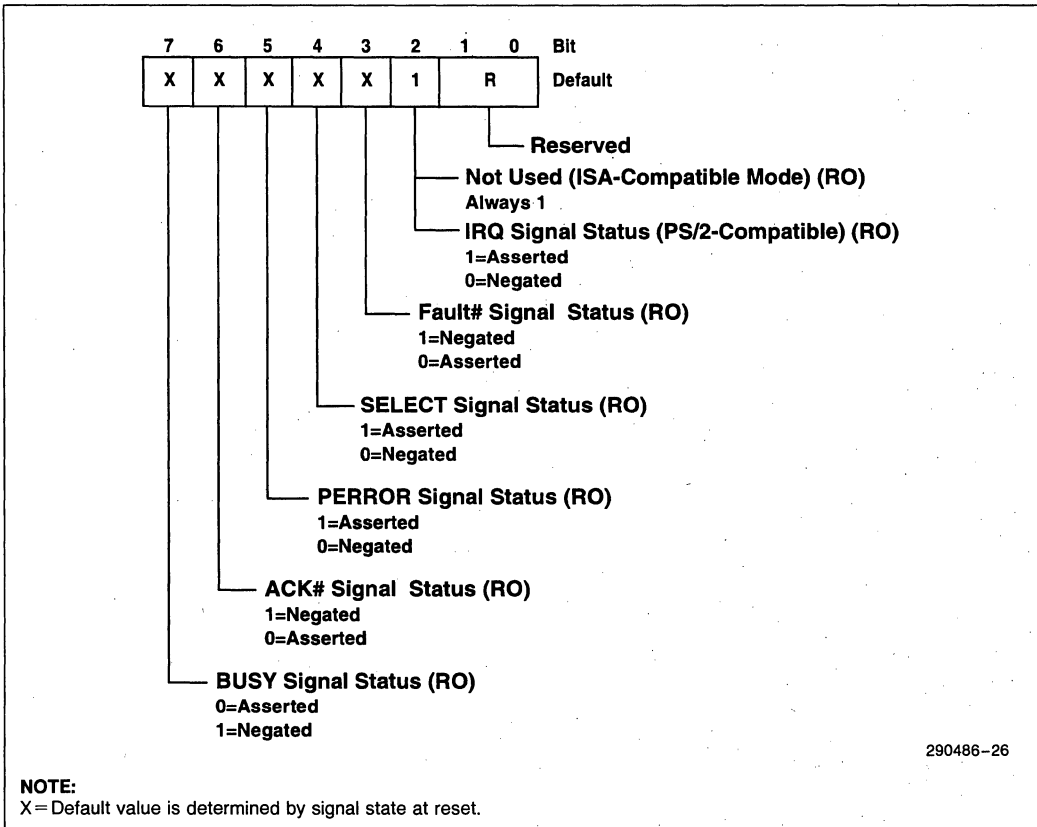 7 6 5 4 3 2 1 0 Bit
X X X X X 1 R Default
Reserved
Not Used (ISA-Compatible Mode) (RO)
Always 1
IRQ Signal Status (PS/2-Compatible) (RO)
1=Asserted
0=Negated
Fault# Signal Status (RO)
1=Negated
0=Asserted
SELECT Signal Status (RO)
1=Asserted
0=Negated
PERROR Signal Status (RO)
1=Asserted
0=Negated
ACK# Signal Status (RO)
1=Negated
0=Asserted
BUSY Signal Status (RO)
0=Asserted
1=Negated
290486-26
NOTE:
X=Default value is determined by signal state at reset.